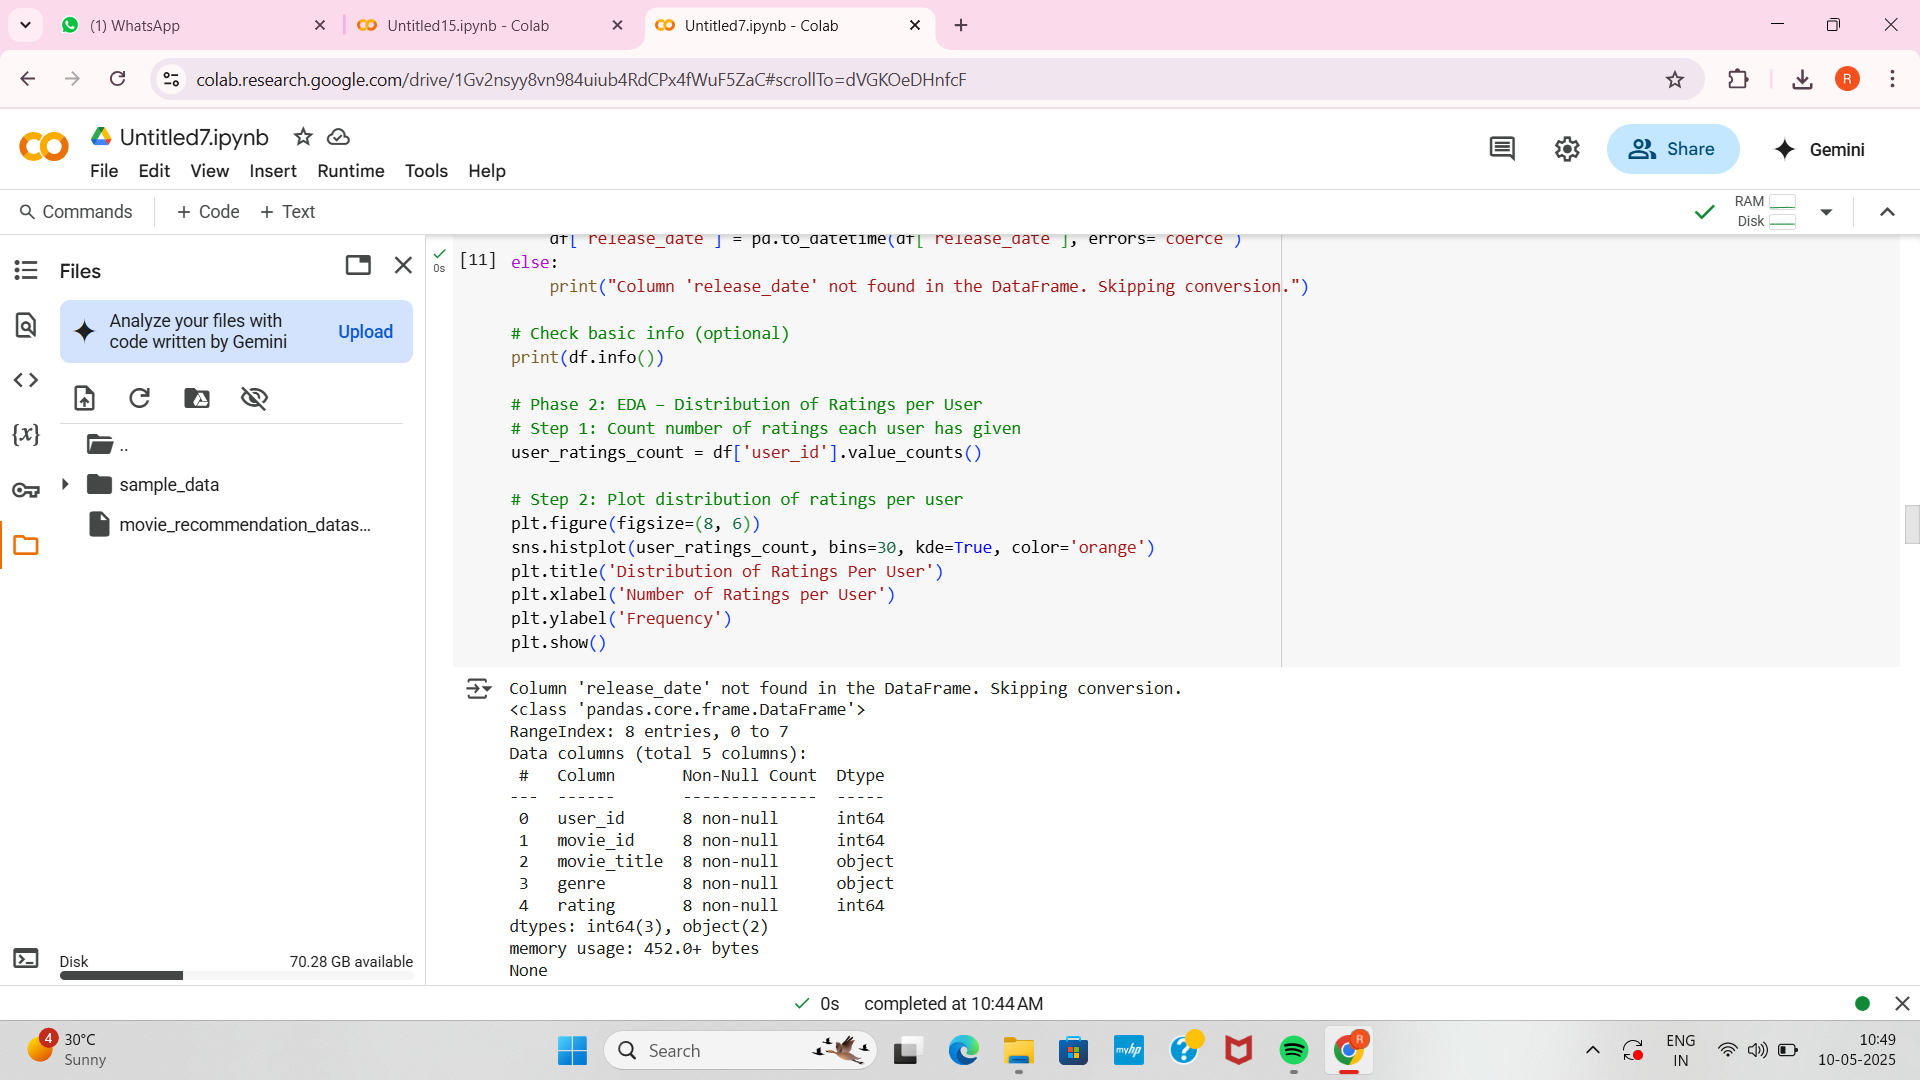 (1) WhatsApp
Untitled15.ipynb - Colab
Untitled7.ipynb - Colab
colab.research.google.com/drive/1Gv2nsyy8vn984uiub4RdCPx4fWuF5ZaC#scrollTo=dVGKOeDHnfcF
R
Untitled7.ipynb
File Edit View Insert Runtime Tools Help
Share
Gemini
Commands
+ Code + Text
RAM
Disk
Files
Analyze your files with
code written by Gemini
Upload
{x}
..
sample_data
movie_recommendation_datas...
Disk
70.28 GB available
0s
[11]
df['release_date'] = pd.to_datetime(df['release_date'], errors='coerce')
else:
print("Column 'release_date' not found in the DataFrame. Skipping conversion.")
# Check basic info (optional)
print(df.info())
# Phase 2: EDA – Distribution of Ratings per User
# Step 1: Count number of ratings each user has given
user_ratings_count = df['user_id'].value_counts()
# Step 2: Plot distribution of ratings per user
plt.figure(figsize=(8, 6))
sns.histplot(user_ratings_count, bins=30, kde=True, color='orange')
plt.title('Distribution of Ratings Per User')
plt.xlabel('Number of Ratings per User')
plt.ylabel('Frequency')
plt.show()
Column 'release_date' not found in the DataFrame. Skipping conversion.
<class 'pandas.core.frame.DataFrame'>
RangeIndex: 8 entries, 0 to 7
Data columns (total 5 columns):
# Column Non-Null Count Dtype
--- ------ -------------- -----
0 user_id 8 non-null int64
1 movie_id 8 non-null int64
2 movie_title 8 non-null object
3 genre 8 non-null object
4 rating 8 non-null int64
dtypes: int64(3), object(2)
memory usage: 452.0+ bytes
None
0s completed at 10:44 AM
4
30°C
Sunny
Search
myhp
R
ENG
IN
10:49
10-05-2025